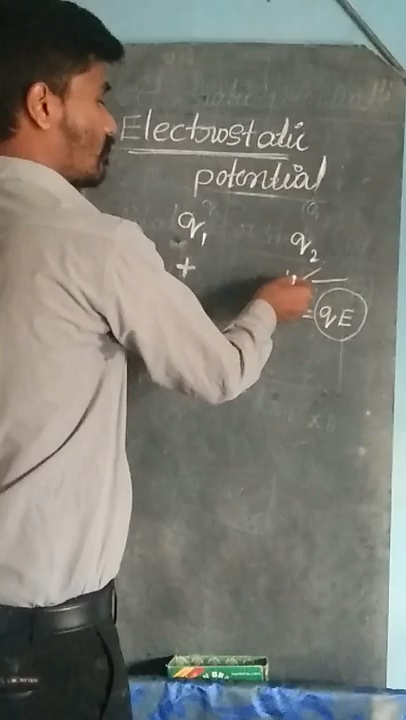 Electrostatic
potential
q₁ q₂
+
= qE